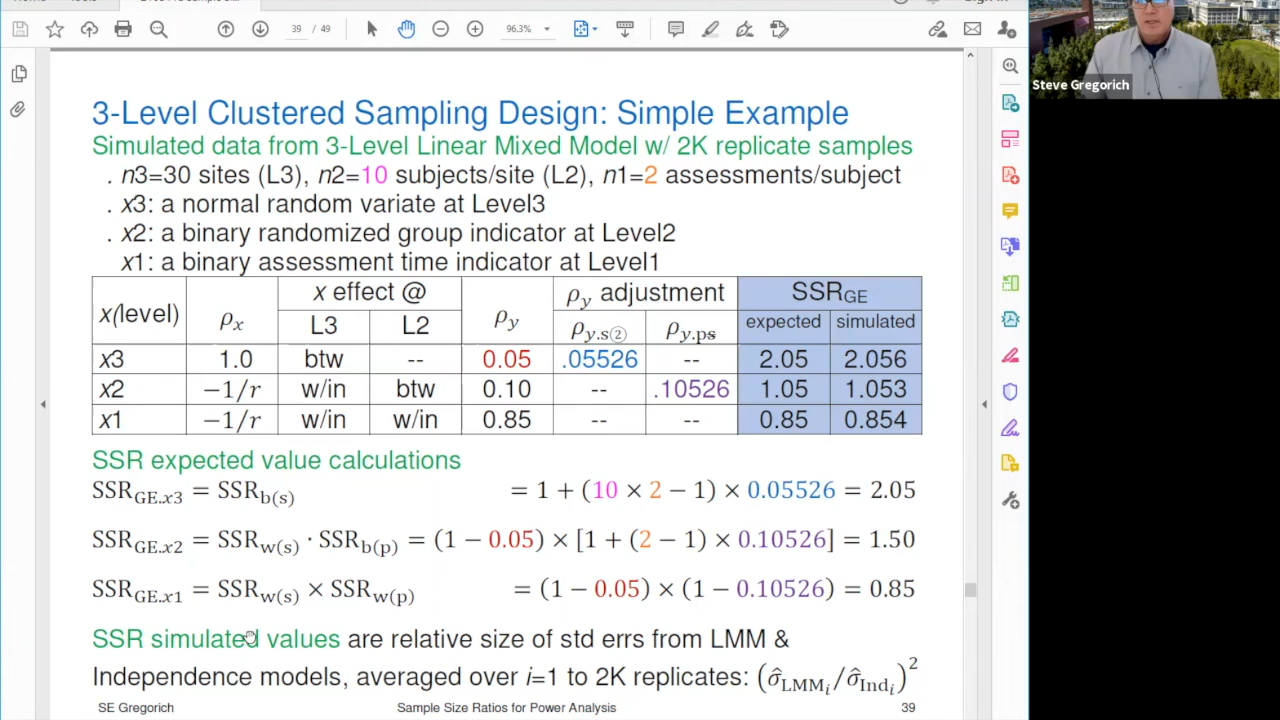 39 / 49
96.3%
Steve Gregorich
3-Level Clustered Sampling Design: Simple Example
Simulated data from 3-Level Linear Mixed Model w/ 2K replicate samples
. n3=30 sites (L3), n2=10 subjects/site (L2), n1=2 assessments/subject
. x3: a normal random variate at Level3
. x2: a binary randomized group indicator at Level2
x1: a binary assessment time indicator at Level1
x(level) ρx x effect @ ρy ρy adjustment SSRGE
L3 L2 ρy.s② ρy.ps expected simulated
x3 1.0 btw -- 0.05 .05526 -- 2.05 2.056
x2 −1/r w/in btw 0.10 -- .10526 1.05 1.053
x1 −1/r w/in w/in 0.85 -- -- 0.85 0.854
SSR expected value calculations
SSRGE.x3 = SSRb(s) = 1 + (10 × 2 − 1) × 0.05526 = 2.05
SSRGE.x2 = SSRw(s) · SSRb(p) = (1 − 0.05) × [1 + (2 − 1) × 0.10526] = 1.50
SSRGE.x1 = SSRw(s) × SSRw(p) = (1 − 0.05) × (1 − 0.10526) = 0.85
SSR simulated values are relative size of std errs from LMM &
Independence models, averaged over i=1 to 2K replicates: (σ̂LMMi/σ̂Indi)²
SE Gregorich Sample Size Ratios for Power Analysis 39